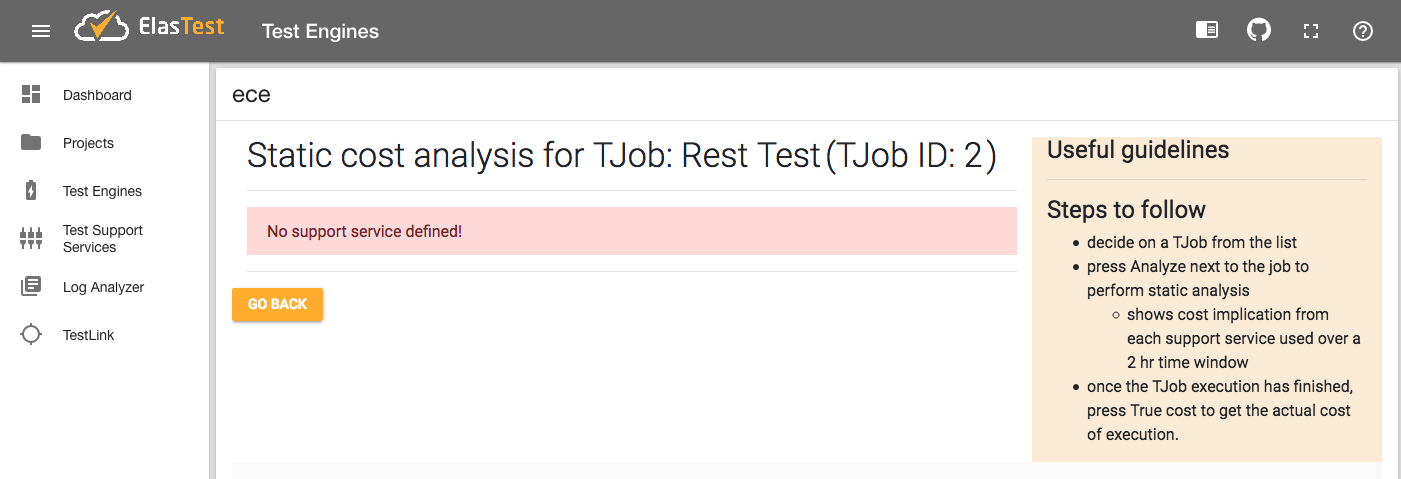 ElasTest
Test Engines
Dashboard
Projects
Test Engines
Test Support
Services
Log Analyzer
TestLink
ece
Static cost analysis for TJob: Rest Test (TJob ID: 2)
No support service defined!
GO BACK
Useful guidelines
Steps to follow
decide on a TJob from the list
press Analyze next to the job to
perform static analysis
shows cost implication from
each support service used over a
2 hr time window
once the TJob execution has finished,
press True cost to get the actual cost
of execution.